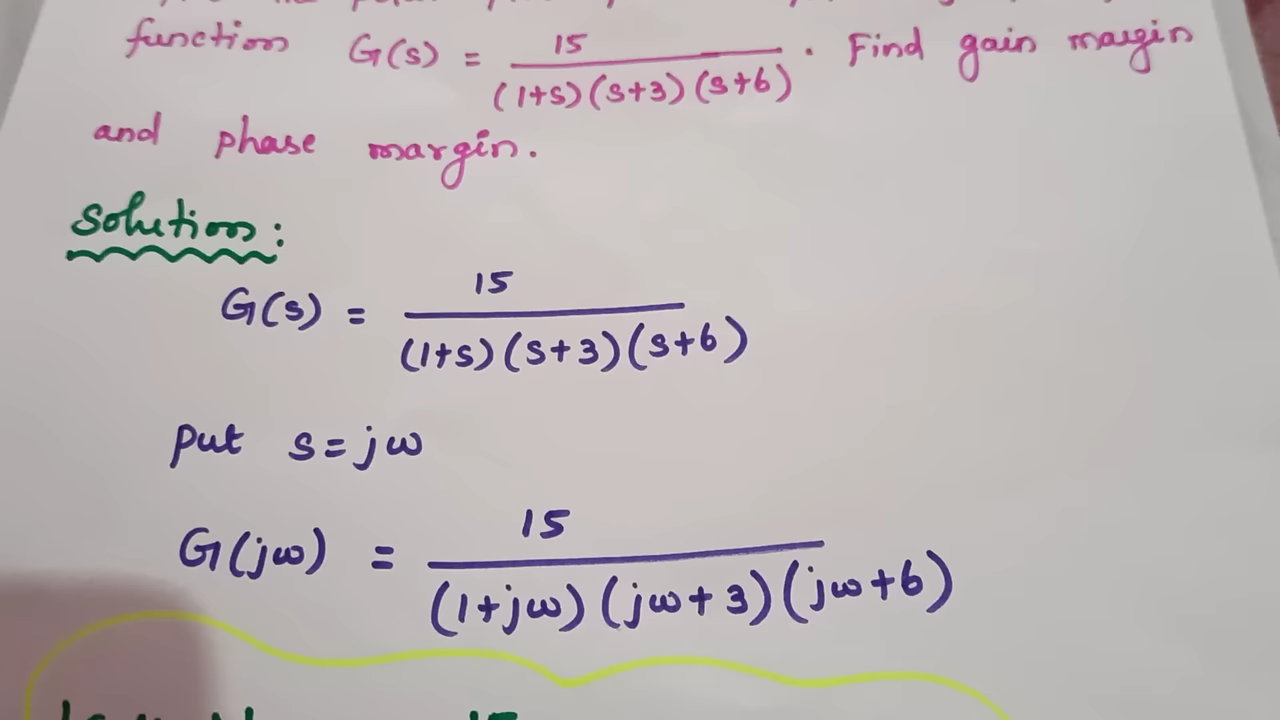 function G(s) = 15 / (1+s)(s+3)(s+6) . Find gain margin
and phase margin.
Solution:
G(s) = 15 / (1+s)(s+3)(s+6)
put s=jω
G(jω) = 15 / (1+jω)(jω+3)(jω+6)